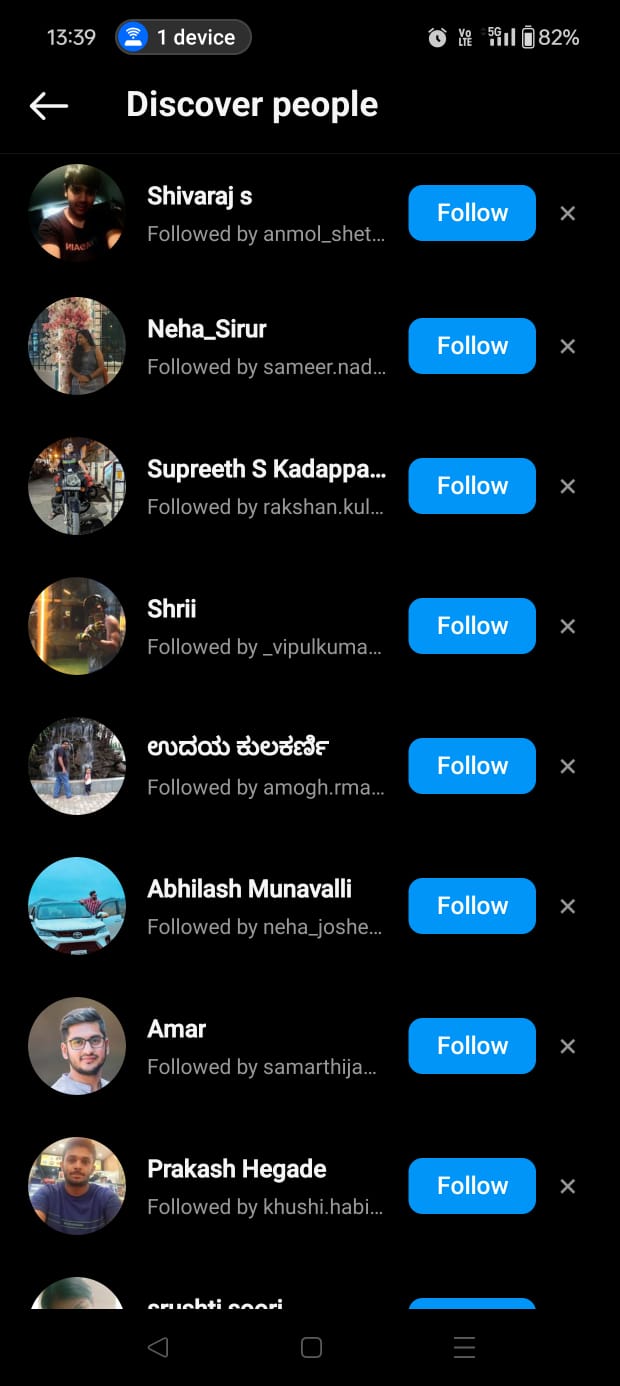 13:39 1 device Vo LTE 5G 82%
Discover people
Shivaraj s
Followed by anmol_shet... Follow
Neha_Sirur
Followed by sameer.nad... Follow
Supreeth S Kadappa... Follow
Followed by rakshan.kul...
Shrii
Followed by _vipulkuma... Follow
ಉದಯ ಕುಲಕರ್ಣಿ
Followed by amogh.rma... Follow
Abhilash Munavalli
Followed by neha_joshe... Follow
Amar
Followed by samarthija... Follow
Prakash Hegade
Followed by khushi.habi... Follow